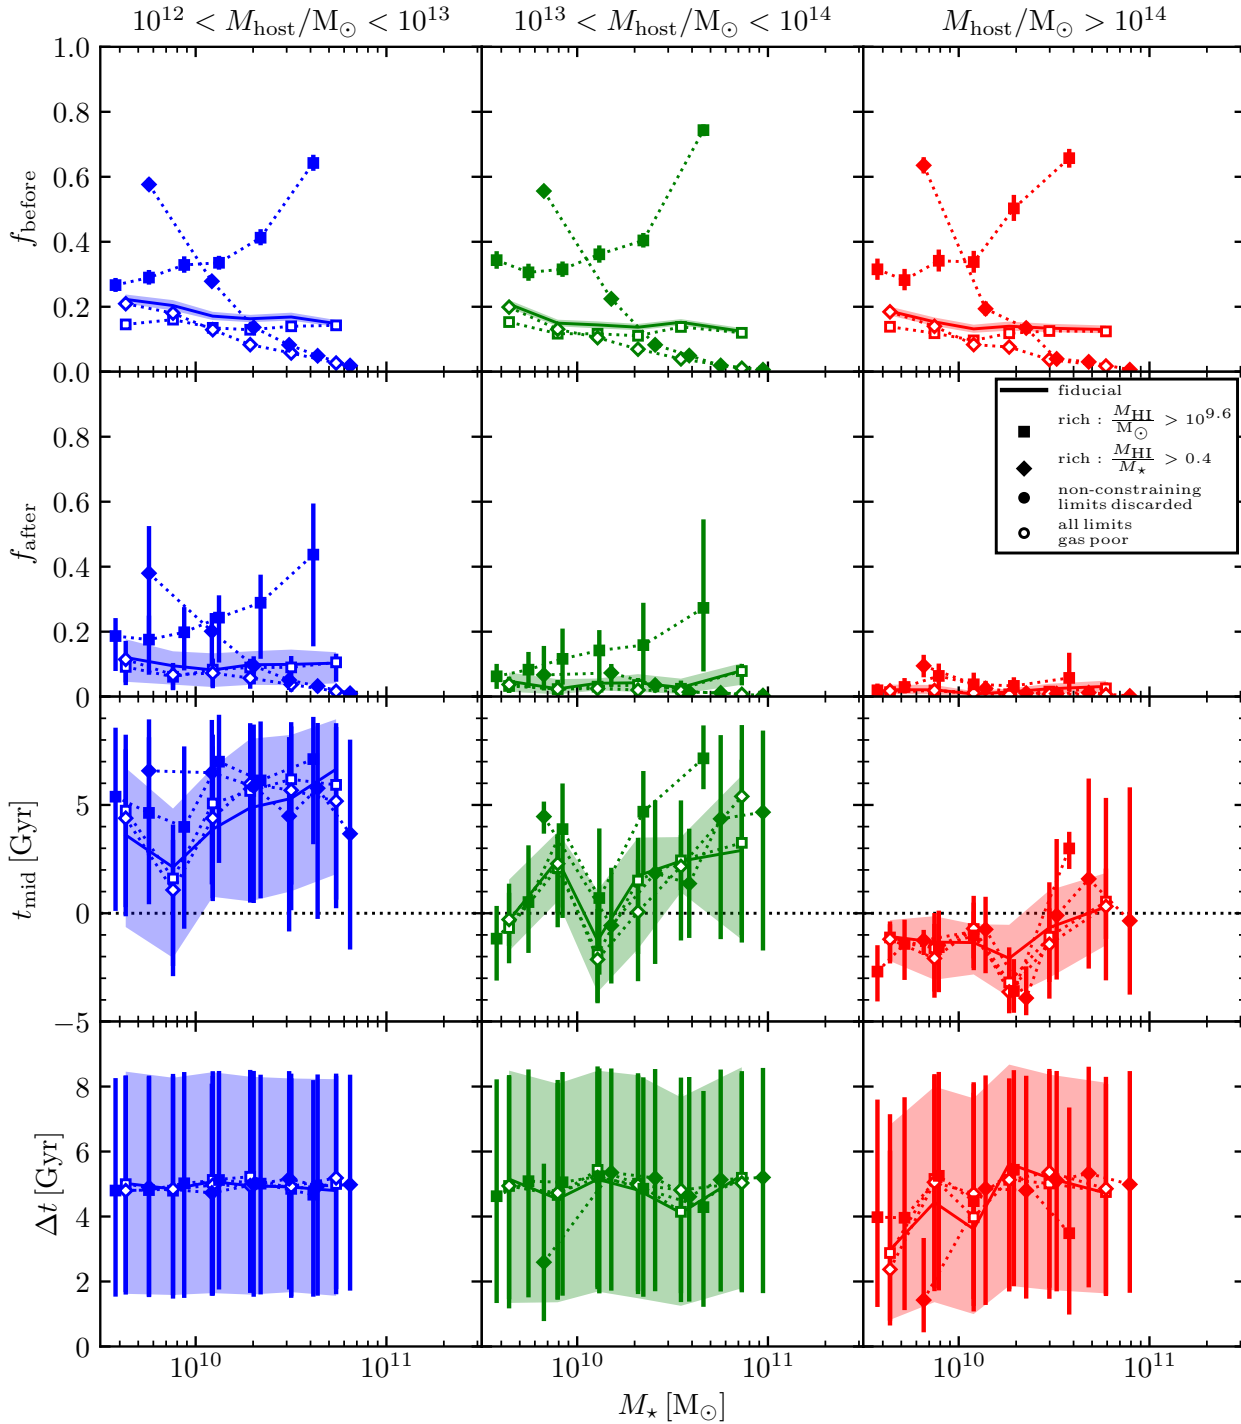 10^12 < M_host/M_⊙ < 10^13
10^13 < M_host/M_⊙ < 10^14
M_host/M_⊙ > 10^14
1.0
0.8
0.6
0.4
0.2
0.0
f_before
0.8
0.6
0.4
0.2
0
f_after
fiducial
rich : M_HI/M_⊙ > 10^9.6
rich : M_HI/M_⋆ > 0.4
non-constraining
limits discarded
all limits
gas poor
5
0
−5
t_mid [Gyr]
8
6
4
2
0
Δt [Gyr]
10^10 10^11 10^10 10^11 10^10 10^11
M_⋆ [M_⊙]